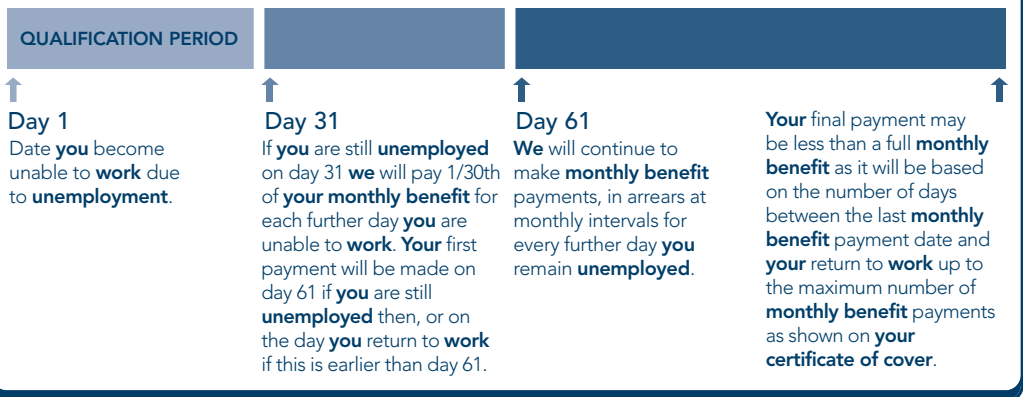 QUALIFICATION PERIOD
Day 1
Date you become
unable to work due
to unemployment.
Day 31
If you are still unemployed
on day 31 we will pay 1/30th
of your monthly benefit for
each further day you are
unable to work. Your first
payment will be made on
day 61 if you are still
unemployed then, or on
the day you return to work
if this is earlier than day 61.
Day 61
We will continue to
make monthly benefit
payments, in arrears at
monthly intervals for
every further day you
remain unemployed.
Your final payment may
be less than a full monthly
benefit as it will be based
on the number of days
between the last monthly
benefit payment date and
your return to work up to
the maximum number of
monthly benefit payments
as shown on your
certificate of cover.